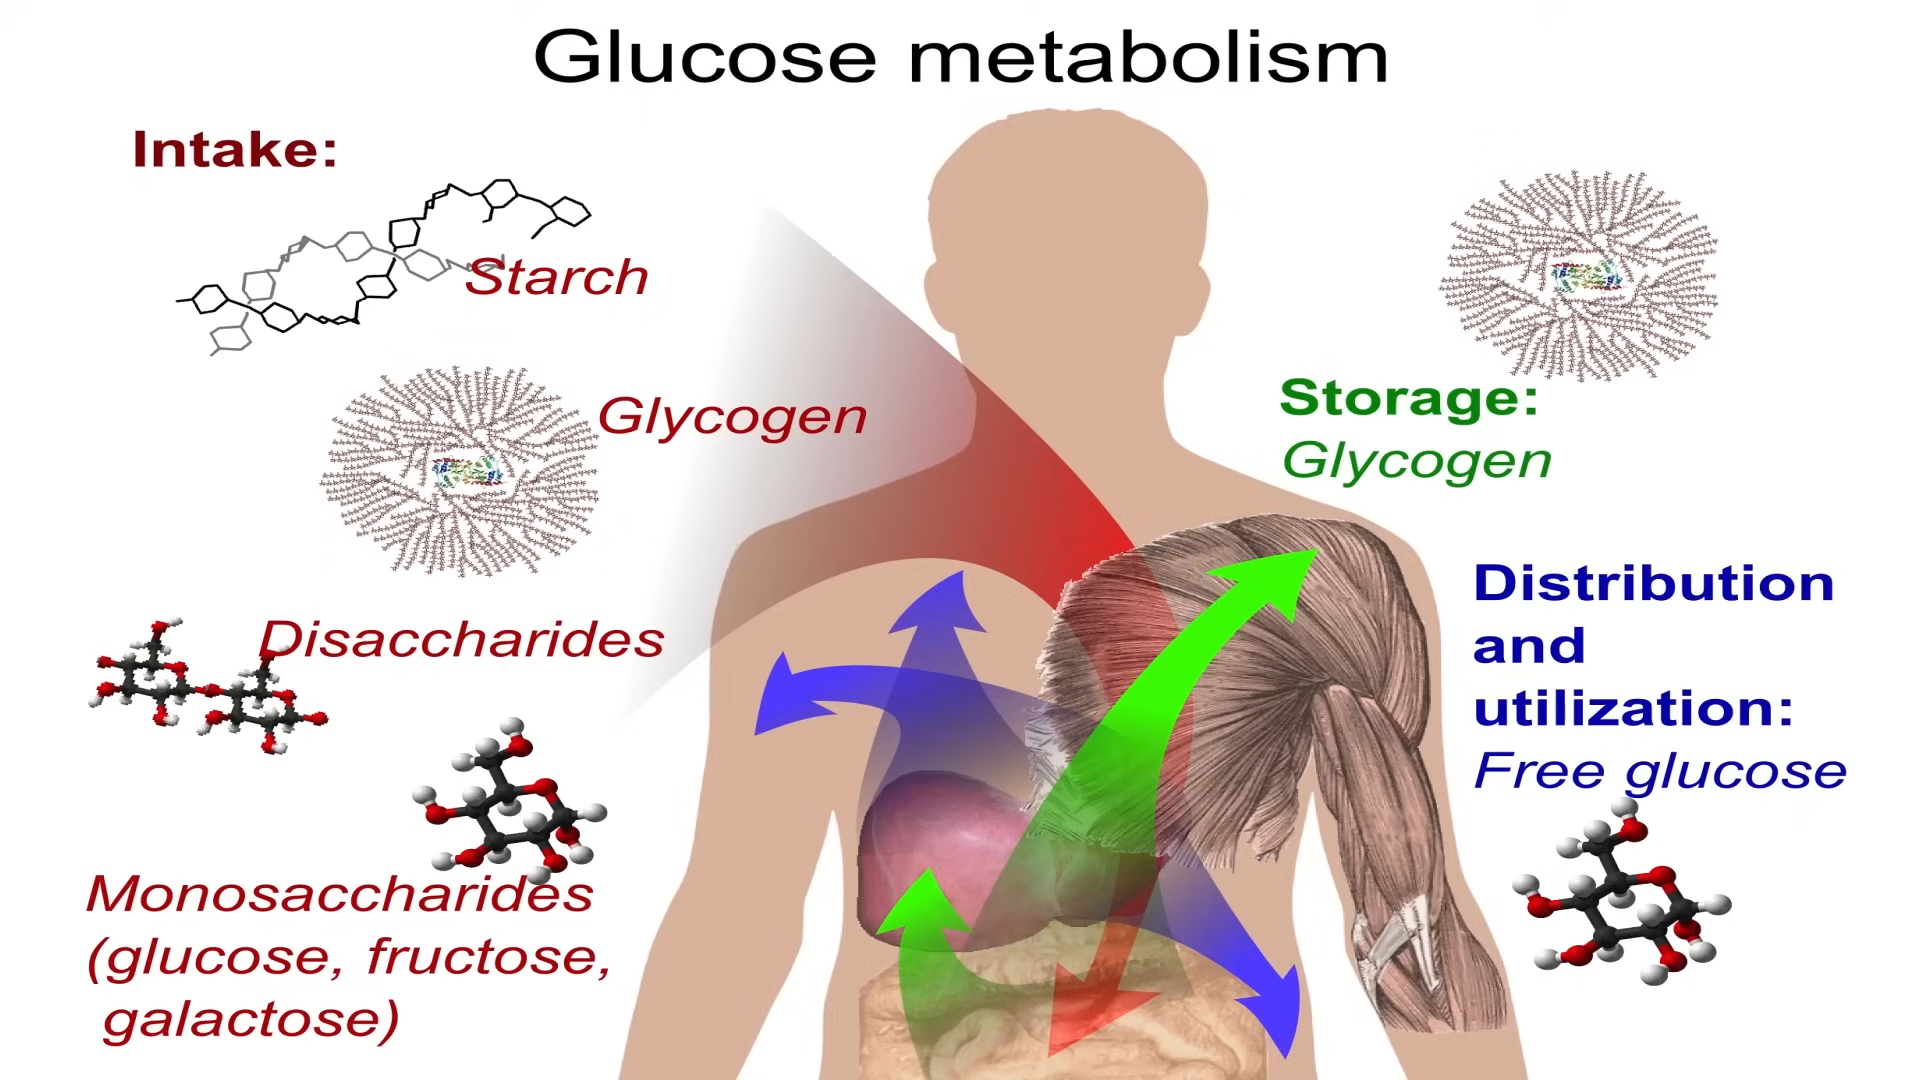 Glucose metabolism
Intake:
Starch
Glycogen
Disaccharides
Monosaccharides
(glucose, fructose,
galactose)
Storage:
Glycogen
Distribution
and
utilization:
Free glucose